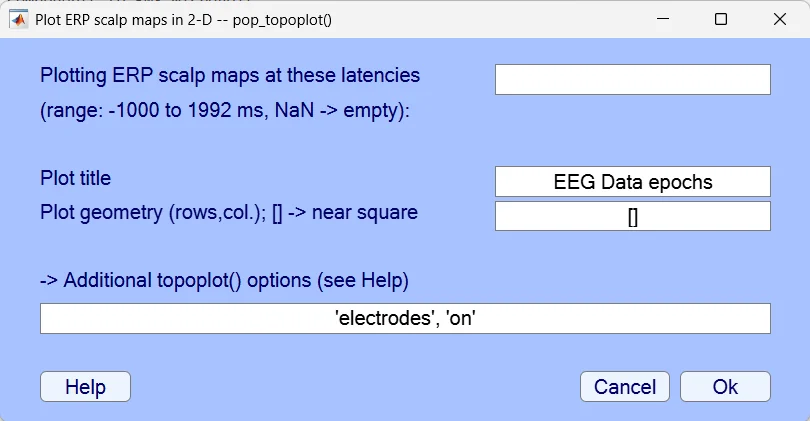 Plot ERP scalp maps in 2-D -- pop_topoplot()
Plotting ERP scalp maps at these latencies
(range: -1000 to 1992 ms, NaN -> empty):
Plot title
EEG Data epochs
Plot geometry (rows,col.); [] -> near square
[]
-> Additional topoplot() options (see Help)
'electrodes', 'on'
Help
Cancel
Ok